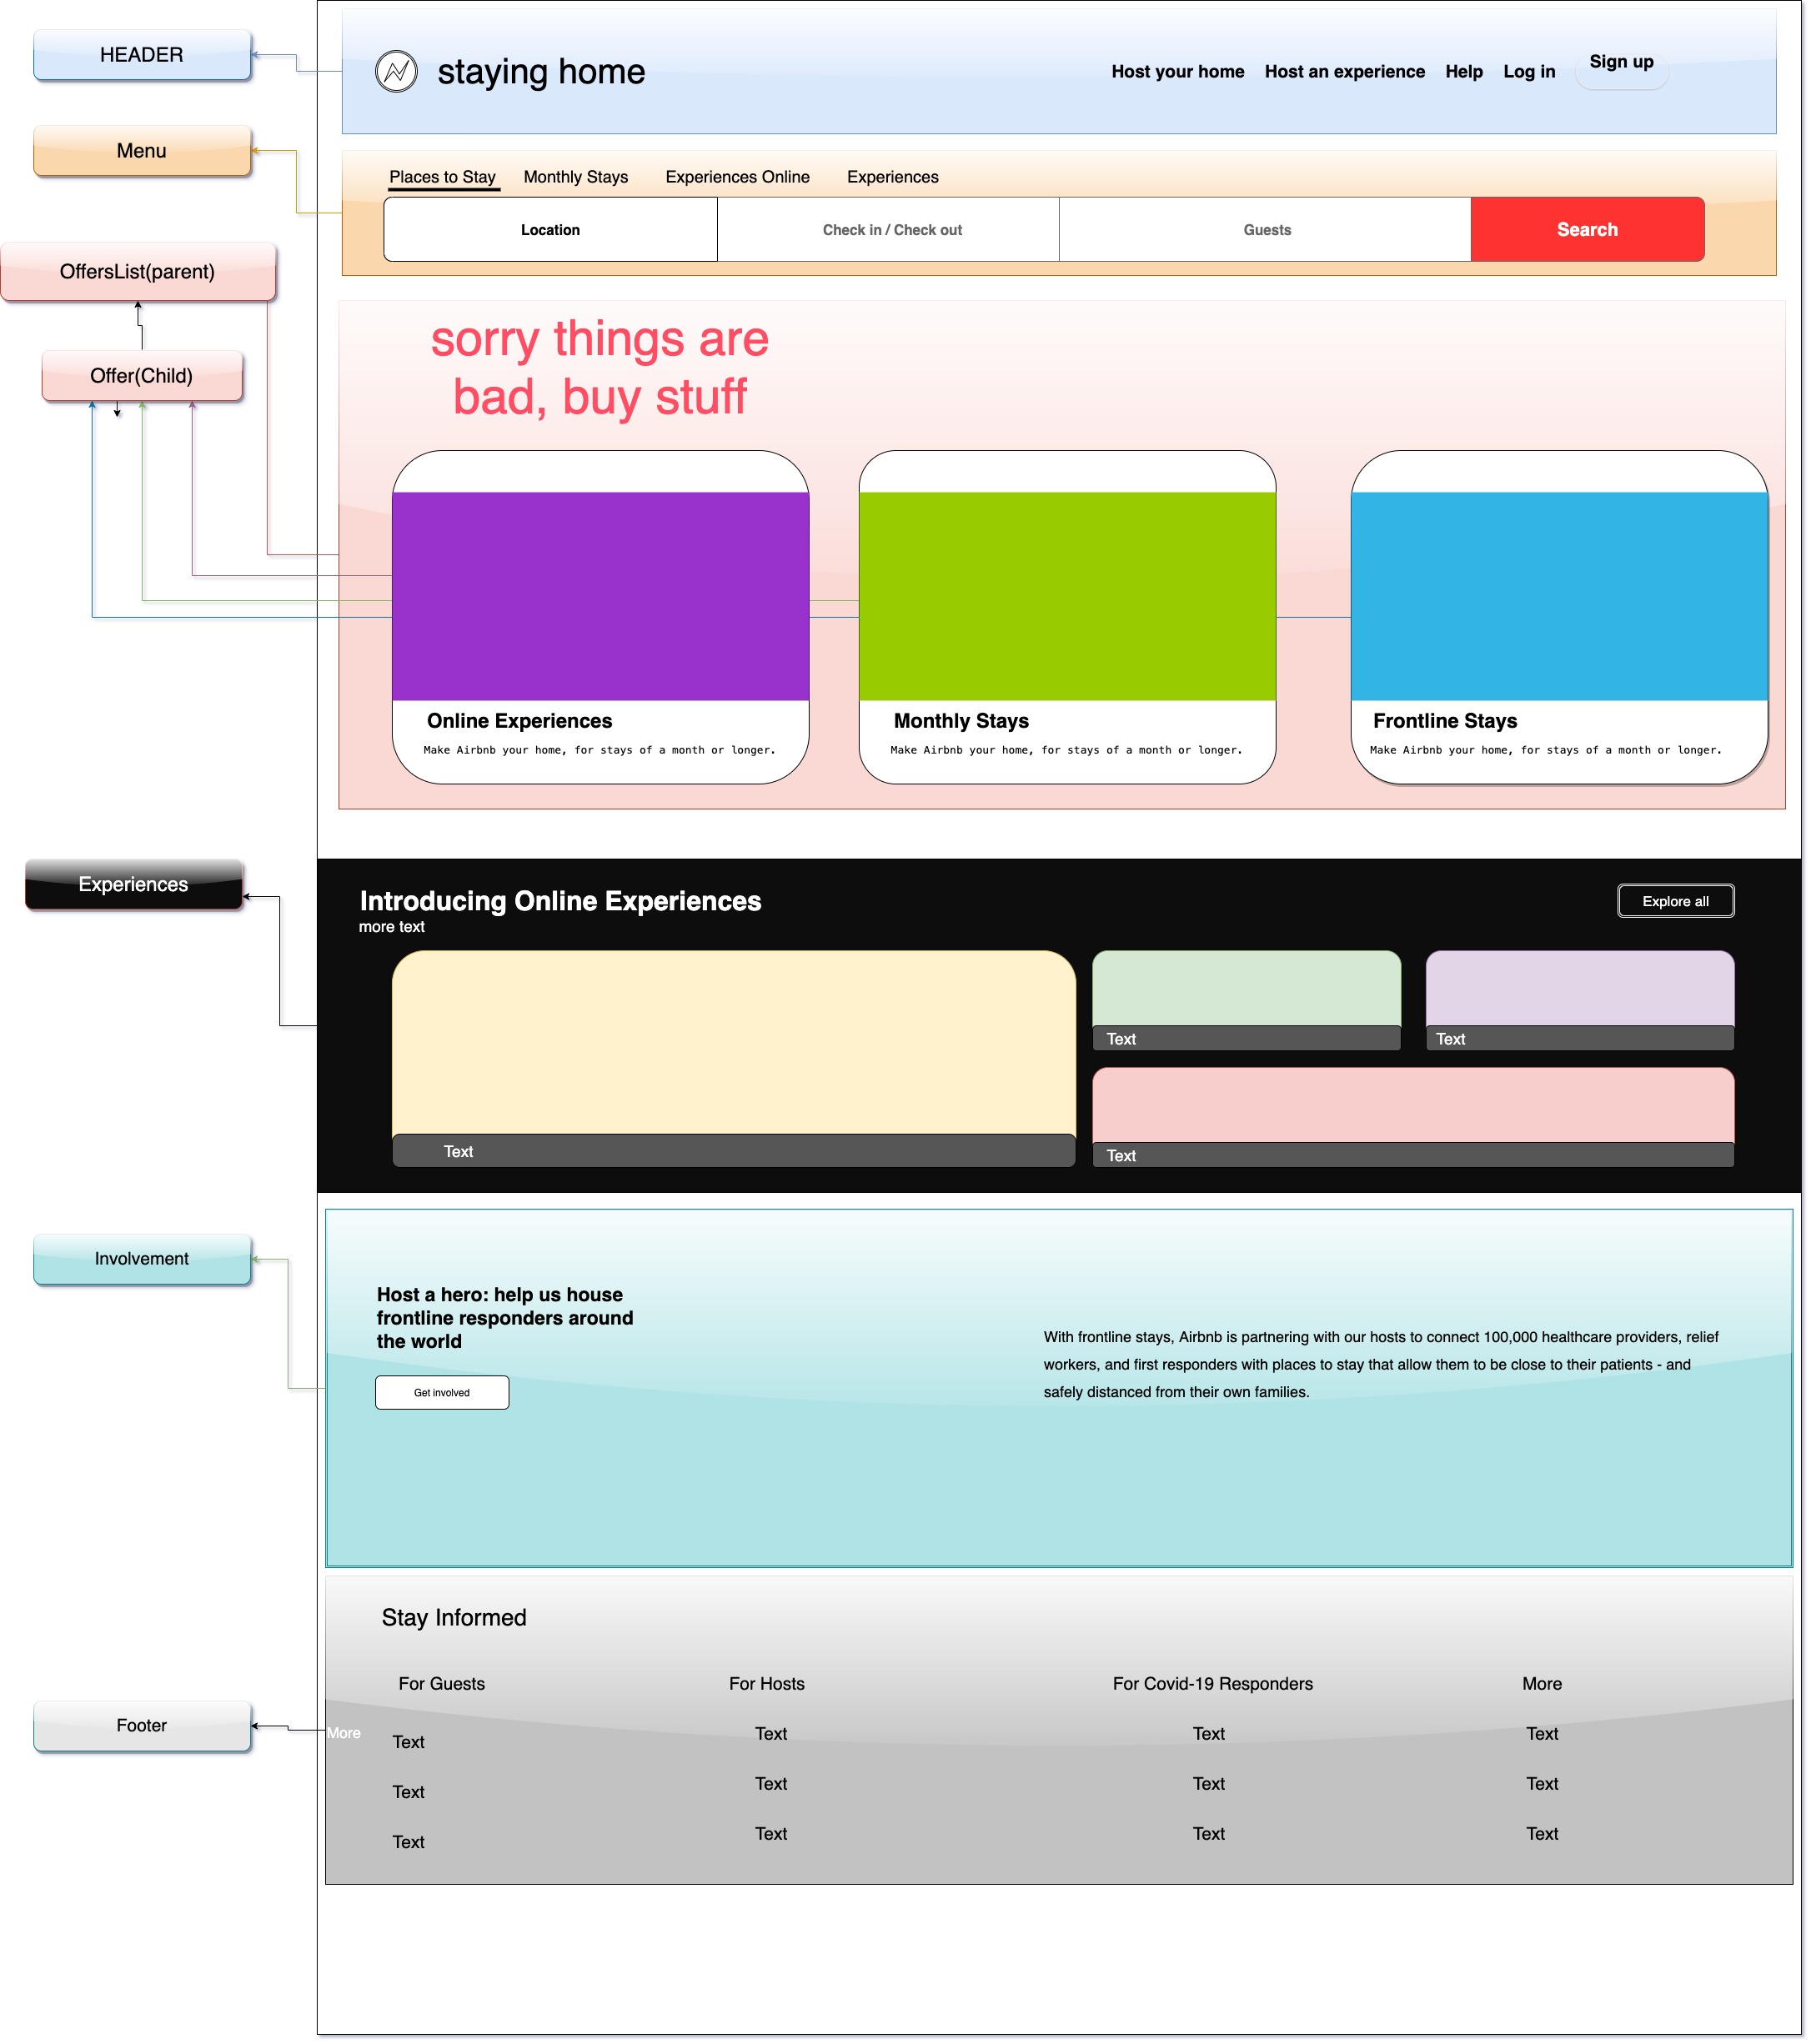 HEADER
staying home
Host your home
Host an experience
Help
Log in
Sign up
Menu
Places to Stay
Monthly Stays
Experiences Online
Experiences
Location
Check in / Check out
Guests
Search
OffersList(parent)
Offer(Child)
sorry things are
bad, buy stuff
Online Experiences
Make Airbnb your home, for stays of a month or longer.
Monthly Stays
Make Airbnb your home, for stays of a month or longer.
Frontline Stays
Make Airbnb your home, for stays of a month or longer.
Experiences
Introducing Online Experiences
more text
Explore all
Text
Text
Text
Text
Involvement
Host a hero: help us house
frontline responders around
the world
Get involved
With frontline stays, Airbnb is partnering with our hosts to connect 100,000 healthcare providers, relief
workers, and first responders with places to stay that allow them to be close to their patients - and
safely distanced from their own families.
Stay Informed
Footer
More
For Guests
Text
Text
Text
For Hosts
Text
Text
Text
For Covid-19 Responders
Text
Text
Text
More
Text
Text
Text